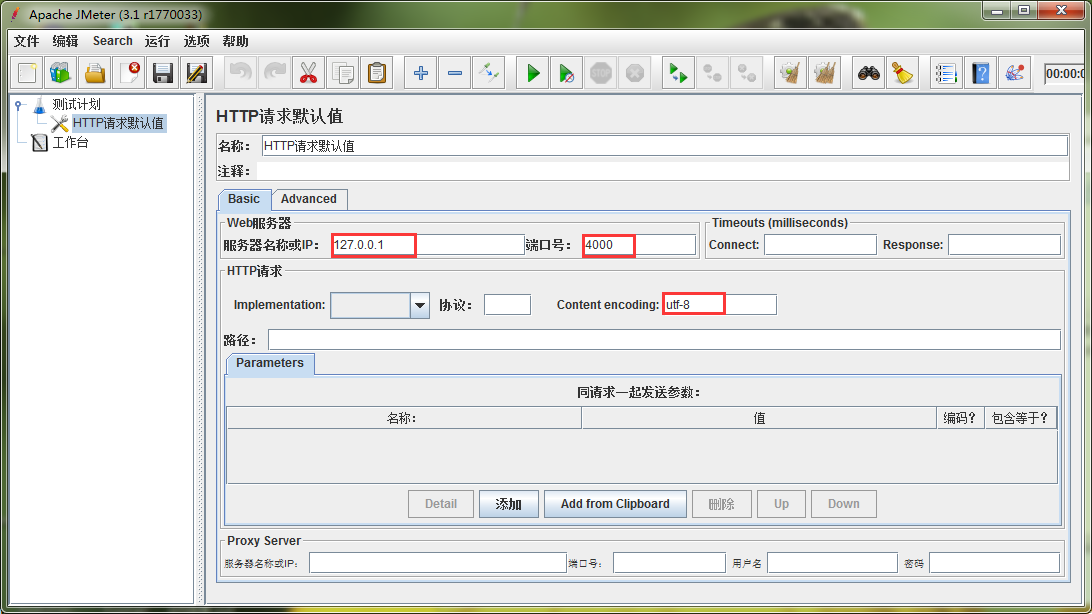 Apache JMeter (3.1 r1770033)
文件 编辑 Search 运行 选项 帮助
STOP
00:00:0
测试计划
HTTP请求默认值
工作台
HTTP请求默认值
名称: HTTP请求默认值
注释:
Basic Advanced
Web服务器
服务器名称或IP: 127.0.0.1 端口号: 4000
Timeouts (milliseconds)
Connect: Response:
HTTP请求
Implementation: 协议: Content encoding: utf-8
路径:
Parameters
同请求一起发送参数:
名称: 值 编码? 包含等于?
Detail 添加 Add from Clipboard 删除 Up Down
Proxy Server
服务器名称或IP: 端口号: 用户名 密码